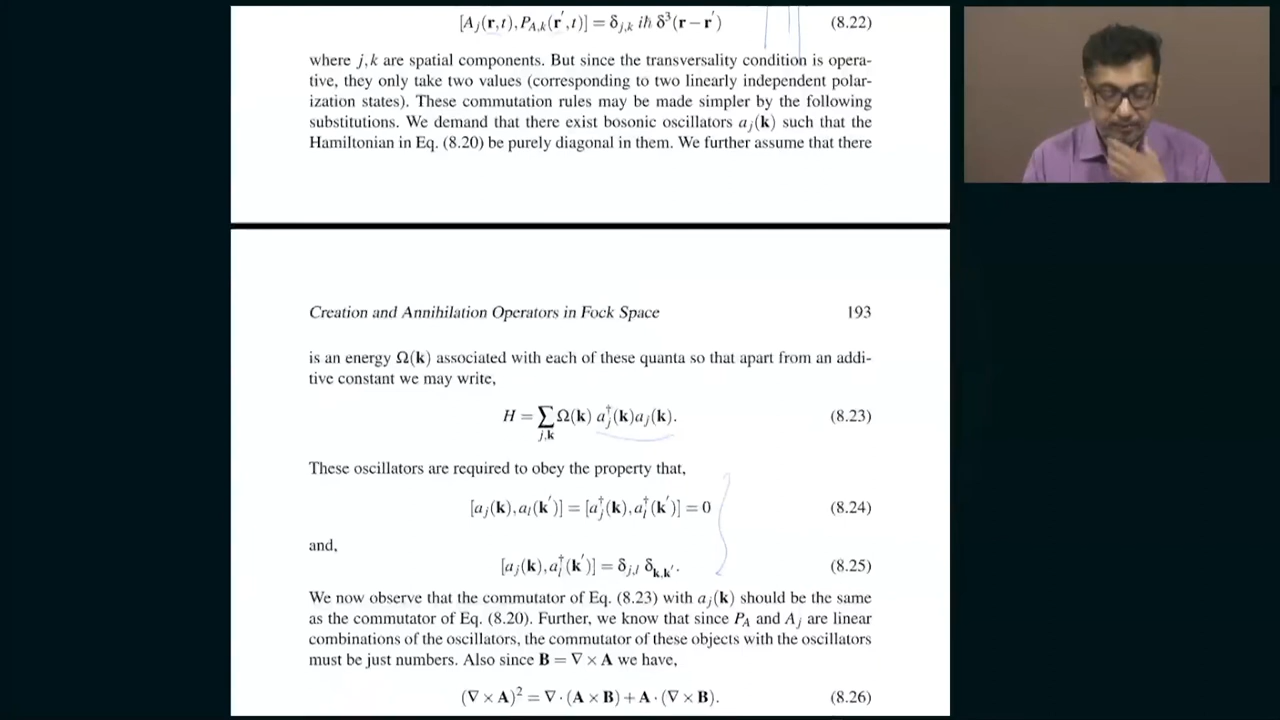 [A_j(r,t), P_{A,k}(r′,t)] = δ_{j,k} iħ δ³(r − r′) (8.22)
where j,k are spatial components. But since the transversality condition is opera-
tive, they only take two values (corresponding to two linearly independent polar-
ization states). These commutation rules may be made simpler by the following
substitutions. We demand that there exist bosonic oscillators a_j(k) such that the
Hamiltonian in Eq. (8.20) be purely diagonal in them. We further assume that there
Creation and Annihilation Operators in Fock Space 193
is an energy Ω(k) associated with each of these quanta so that apart from an addi-
tive constant we may write,
H = ∑_{j,k} Ω(k) a†_j(k)a_j(k). (8.23)
These oscillators are required to obey the property that,
[a_j(k),a_l(k′)] = [a†_j(k),a†_l(k′)] = 0 (8.24)
and,
[a_j(k),a†_l(k′)] = δ_{j,l} δ_{k,k′}. (8.25)
We now observe that the commutator of Eq. (8.23) with a_j(k) should be the same
as the commutator of Eq. (8.20). Further, we know that since P_A and A_j are linear
combinations of the oscillators, the commutator of these objects with the oscillators
must be just numbers. Also since B = ∇ × A we have,
(∇ × A)² = ∇ · (A × B) + A · (∇ × B). (8.26)